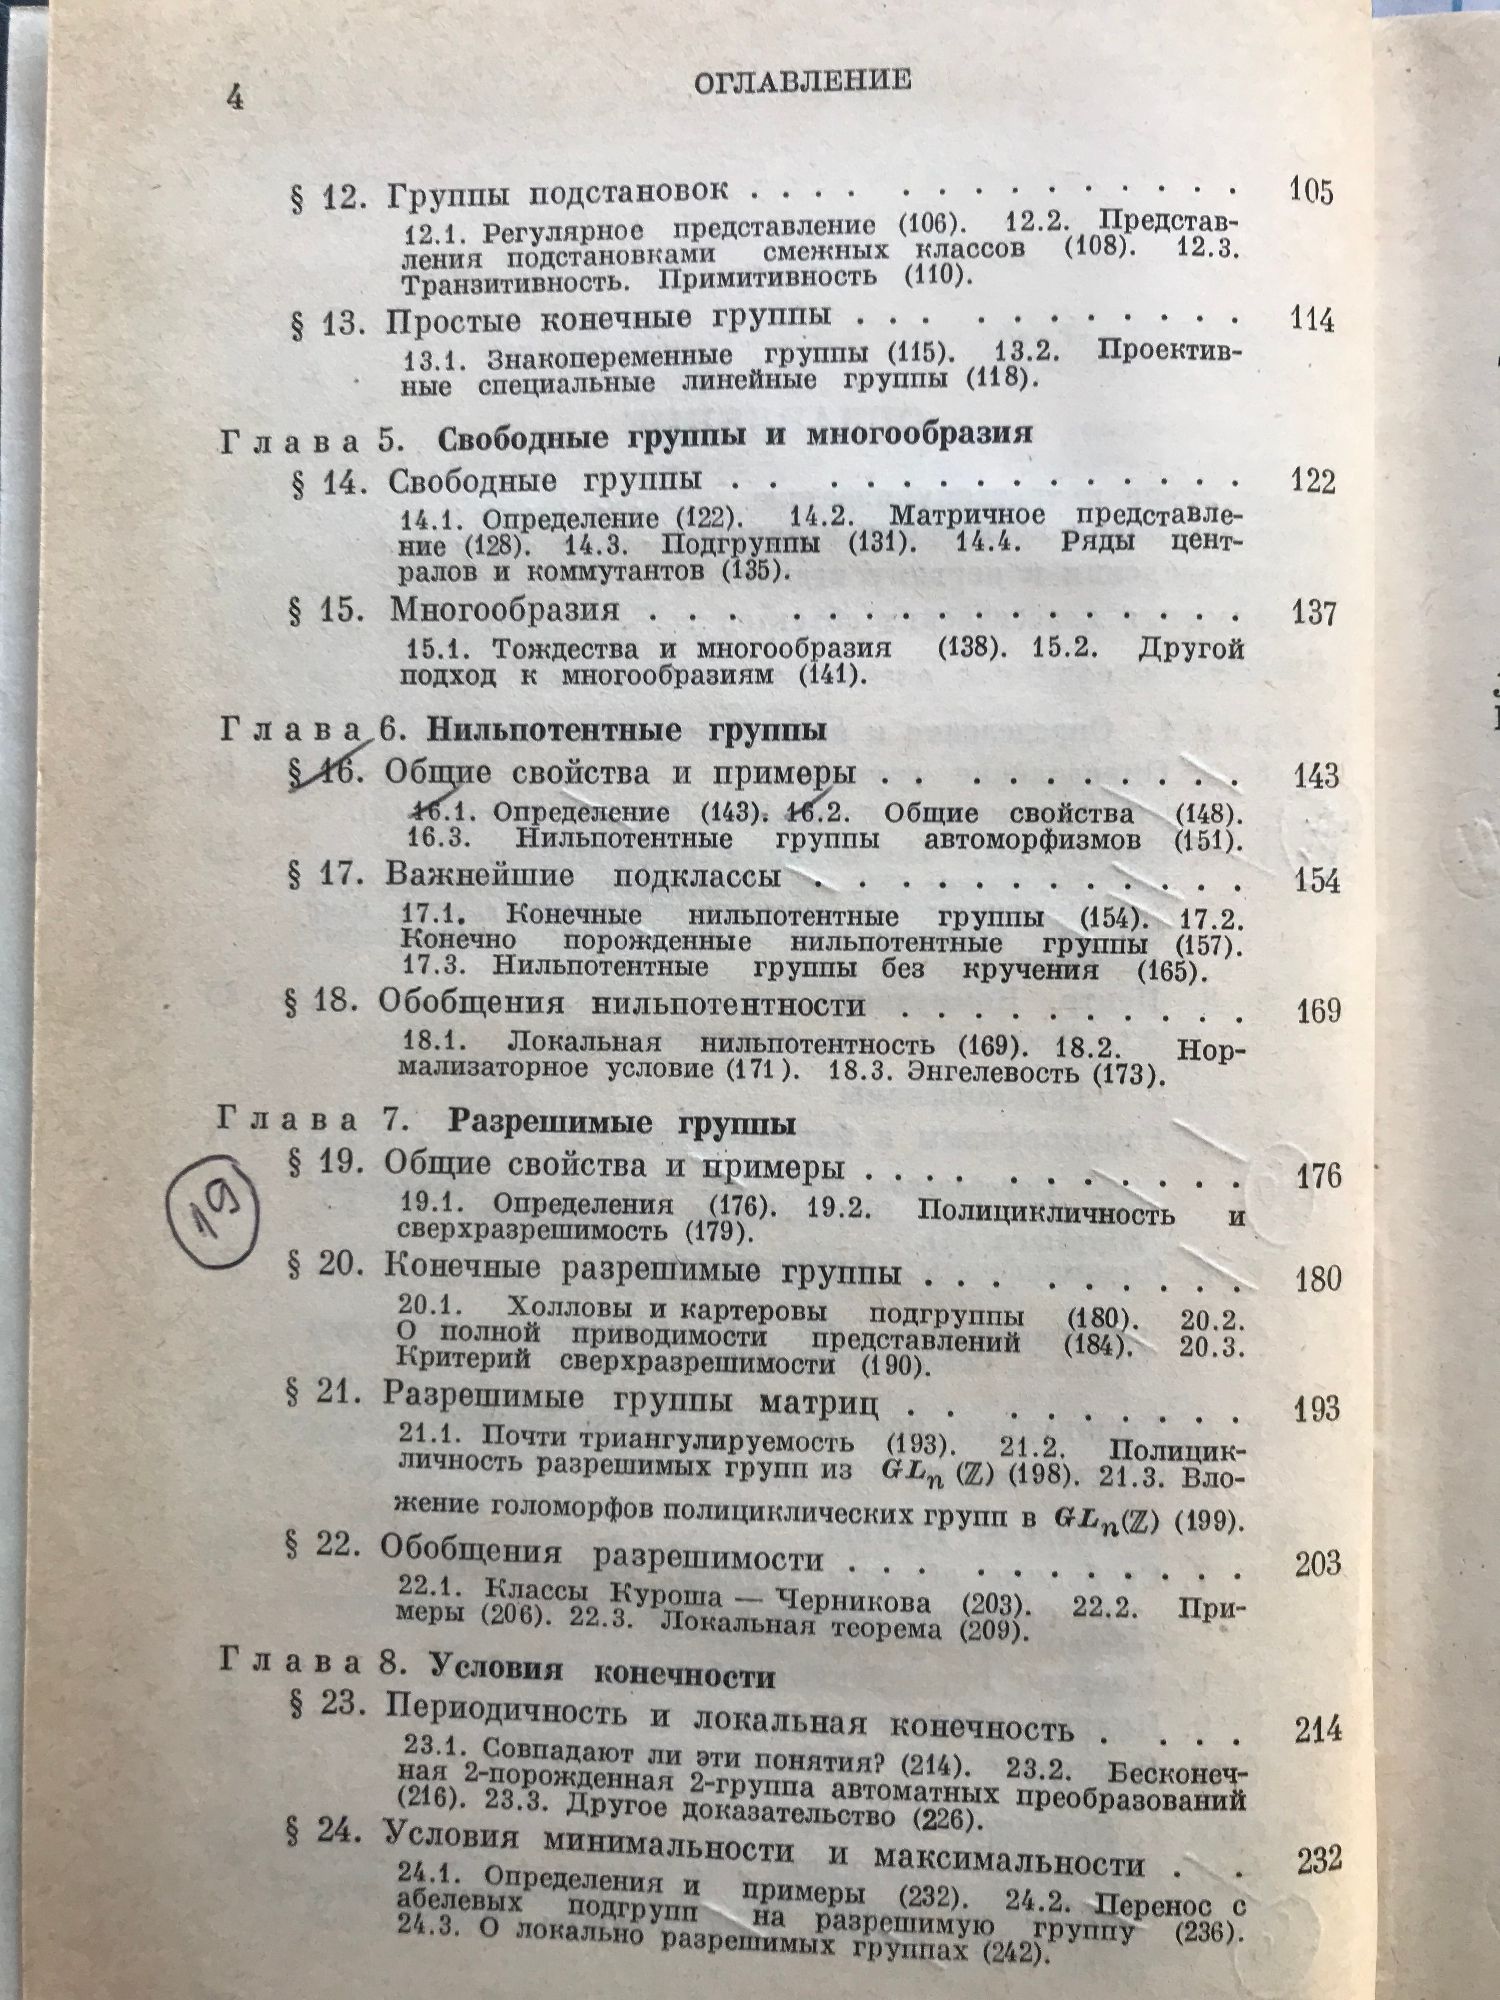 4
ОГЛАВЛЕНИЕ
§ 12. Группы подстановок . . . . . . . . . . . . . . . . 105
12.1. Регулярное представление (106). 12.2. Представ-
ления подстановками смежных классов (108). 12.3.
Транзитивность. Примитивность (110).
§ 13. Простые конечные группы . . . . . . . . . . . . . 114
13.1. Знакопеременные группы (115). 13.2. Проектив-
ные специальные линейные группы (118).
Глава 5. Свободные группы и многообразия
§ 14. Свободные группы . . . . . . . . . . . . . . . . 122
14.1. Определение (122). 14.2. Матричное представле-
ние (128). 14.3. Подгруппы (131). 14.4. Ряды цент-
ралов и коммутантов (135).
§ 15. Многообразия . . . . . . . . . . . . . . . . . . 137
15.1. Тождества и многообразия (138). 15.2. Другой
подход к многообразиям (141).
Глава 6. Нильпотентные группы
§ 16. Общие свойства и примеры . . . . . . . . . . . 143
16.1. Определение (143). 16.2. Общие свойства (148).
16.3. Нильпотентные группы автоморфизмов (151).
§ 17. Важнейшие подклассы . . . . . . . . . . . . . 154
17.1. Конечные нильпотентные группы (154). 17.2.
Конечно порожденные нильпотентные группы (157).
17.3. Нильпотентные группы без кручения (165).
§ 18. Обобщения нильпотентности . . . . . . . . . . 169
18.1. Локальная нильпотентность (169). 18.2. Нор-
мализаторное условие (171). 18.3. Энгелевость (173).
Глава 7. Разрешимые группы
§ 19. Общие свойства и примеры . . . . . . . . . . . 176
19
19.1. Определения (176). 19.2. Полицикличность и
сверхразрешимость (179).
§ 20. Конечные разрешимые группы . . . . . . . . . 180
20.1. Холловы и картеровы подгруппы (180). 20.2.
О полной приводимости представлений (184). 20.3.
Критерий сверхразрешимости (190).
§ 21. Разрешимые группы матриц . . . . . . . . . . 193
21.1. Почти триангулируемость (193). 21.2. Полицик-
личность разрешимых групп из GLn (ℤ) (198). 21.3. Вло-
жение голоморфов полициклических групп в GLn(ℤ) (199).
§ 22. Обобщения разрешимости . . . . . . . . . . . 203
22.1. Классы Куроша — Черникова (203). 22.2. При-
меры (206). 22.3. Локальная теорема (209).
Глава 8. Условия конечности
§ 23. Периодичность и локальная конечность . . . . 214
23.1. Совпадают ли эти понятия? (214). 23.2. Бесконеч-
ная 2-порожденная 2-группа автоматных преобразований
(216). 23.3. Другое доказательство (226).
§ 24. Условия минимальности и максимальности . . 232
24.1. Определения и примеры (232). 24.2. Перенос с
абелевых подгрупп на разрешимую группу (236).
24.3. О локально разрешимых группах (242).